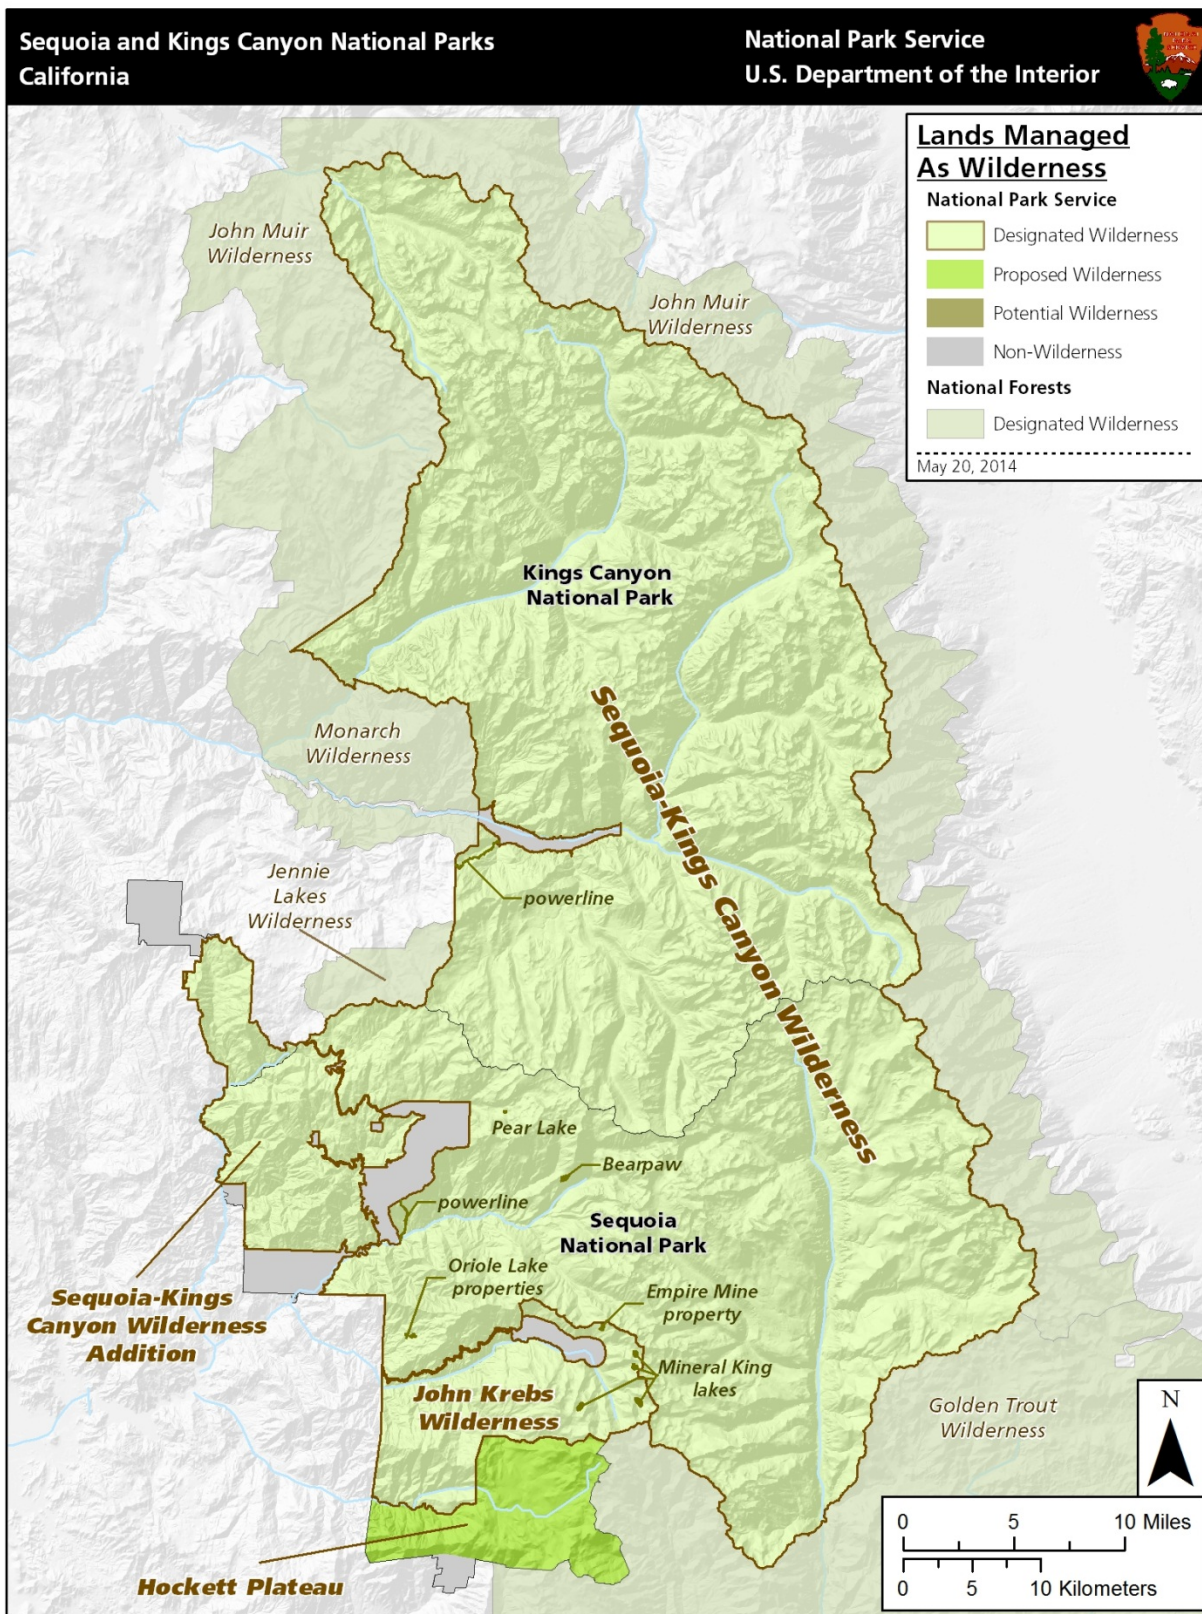 Sequoia and Kings Canyon National Parks
California
National Park Service
U.S. Department of the Interior
Lands Managed
As Wilderness
National Park Service
Designated Wilderness
Proposed Wilderness
Potential Wilderness
Non-Wilderness
National Forests
Designated Wilderness
May 20, 2014
John Muir
Wilderness
John Muir
Wilderness
Kings Canyon
National Park
Sequoia-Kings Canyon Wilderness
Monarch
Wilderness
Jennie
Lakes
Wilderness
powerline
Pear Lake
Bearpaw
powerline
Sequoia
National Park
Oriole Lake
properties
Empire Mine
property
Sequoia-Kings
Canyon Wilderness
Addition
Mineral King
lakes
John Krebs
Wilderness
Golden Trout
Wilderness
Hockett Plateau
N
0 5 10 Miles
0 5 10 Kilometers